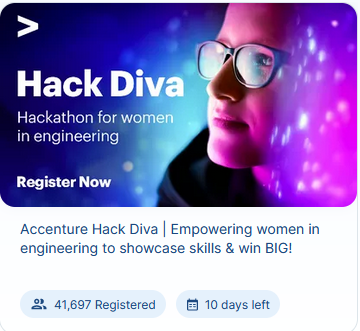 Hack Diva
Hackathon for women
in engineering
Register Now
Accenture Hack Diva | Empowering women in
engineering to showcase skills & win BIG!
41,697 Registered
10 days left